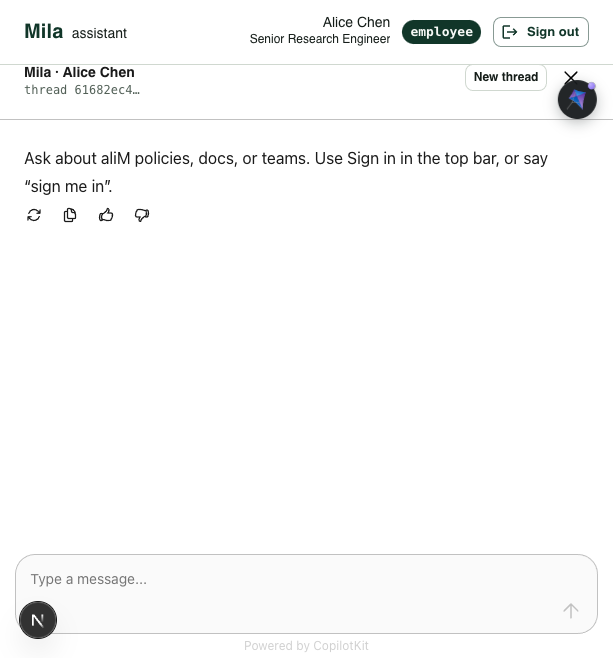 Mila assistant
Alice Chen
Senior Research Engineer
employee
Sign out
Mila · Alice Chen
thread 61682ec4…
New thread
Ask about aliM policies, docs, or teams. Use Sign in in the top bar, or say
“sign me in”.
Type a message...
N
Powered by CopilotKit